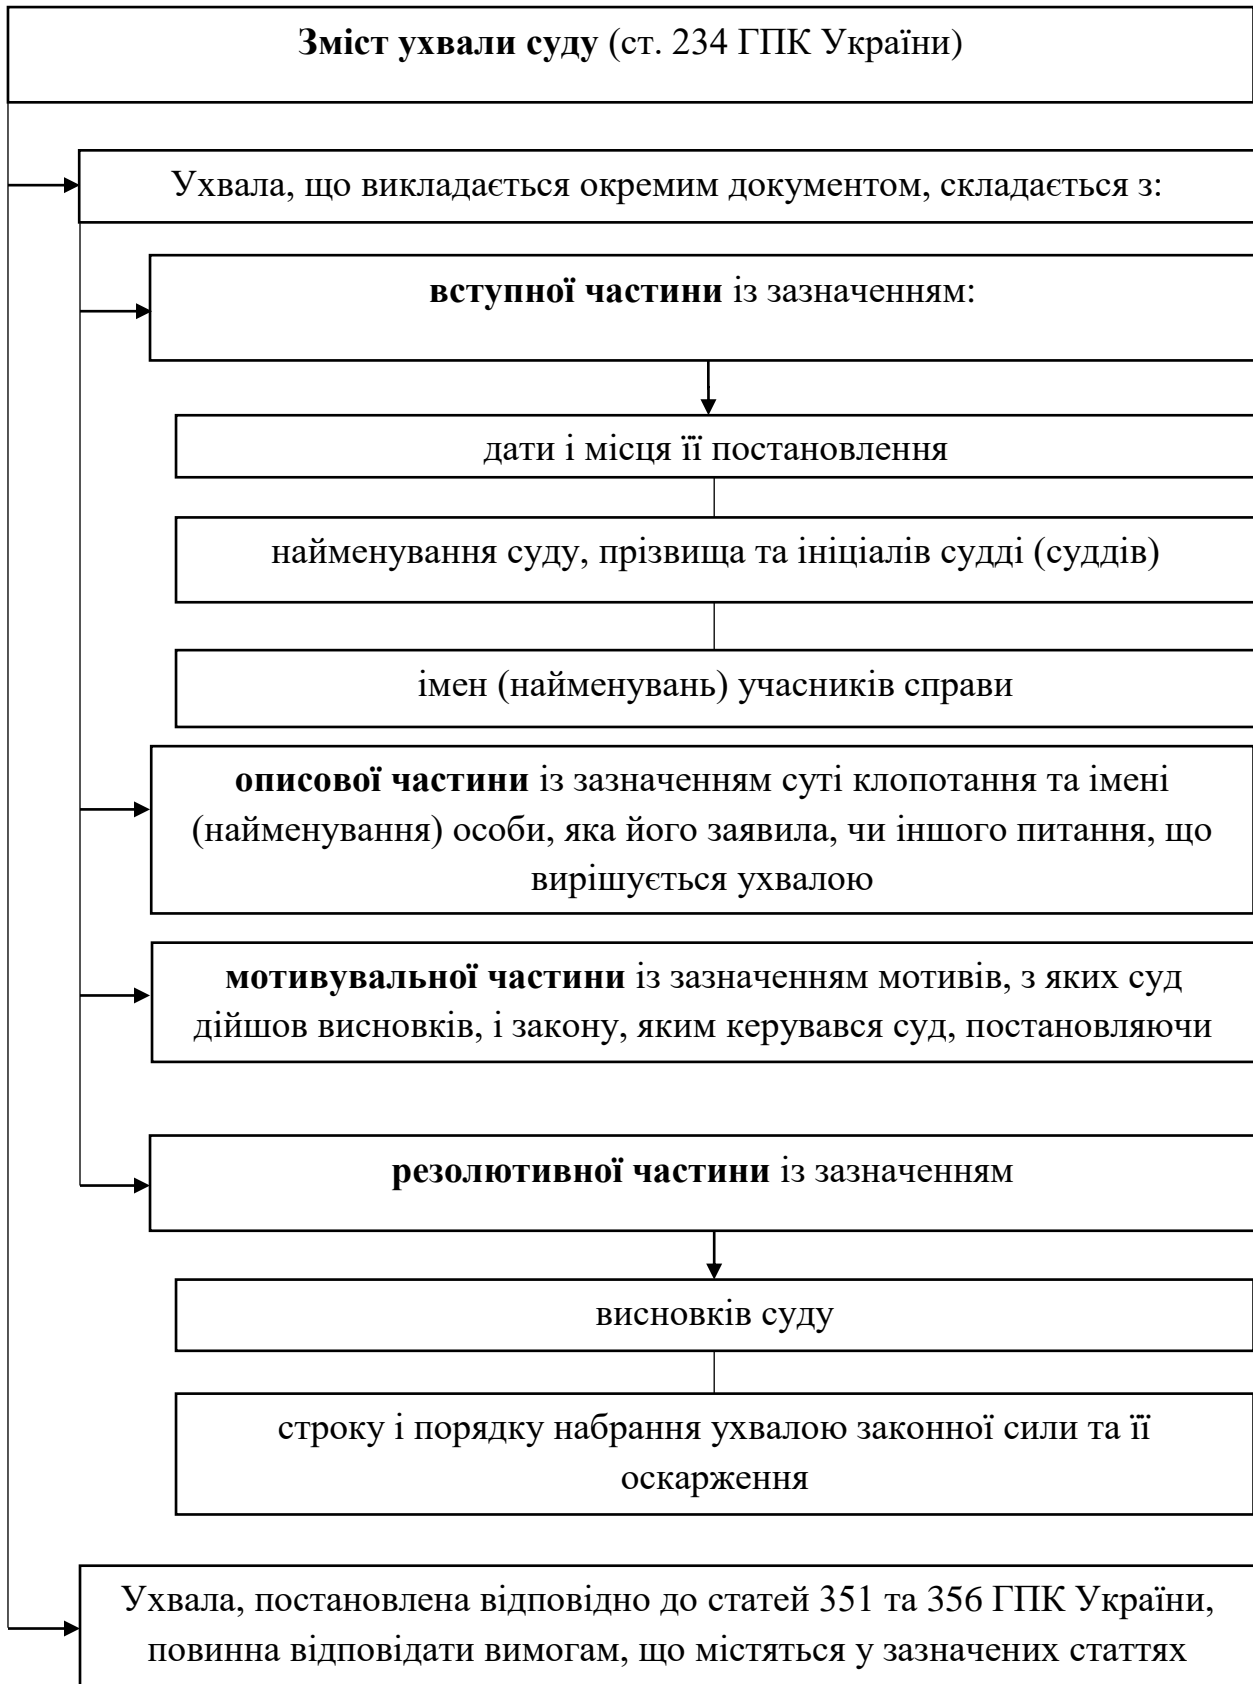 Зміст ухвали суду (ст. 234 ГПК України)
Ухвала, що викладається окремим документом, складається з:
вступної частини із зазначенням:
дати і місця її постановлення
найменування суду, прізвища та ініціалів судді (суддів)
імен (найменувань) учасників справи
описової частини із зазначенням суті клопотання та імені
(найменування) особи, яка його заявила, чи іншого питання, що
вирішується ухвалою
мотивувальної частини із зазначенням мотивів, з яких суд
дійшов висновків, і закону, яким керувався суд, постановляючи
резолютивної частини із зазначенням
висновків суду
строку і порядку набрання ухвалою законної сили та її
оскарження
Ухвала, постановлена відповідно до статей 351 та 356 ГПК України,
повинна відповідати вимогам, що містяться у зазначених статтях